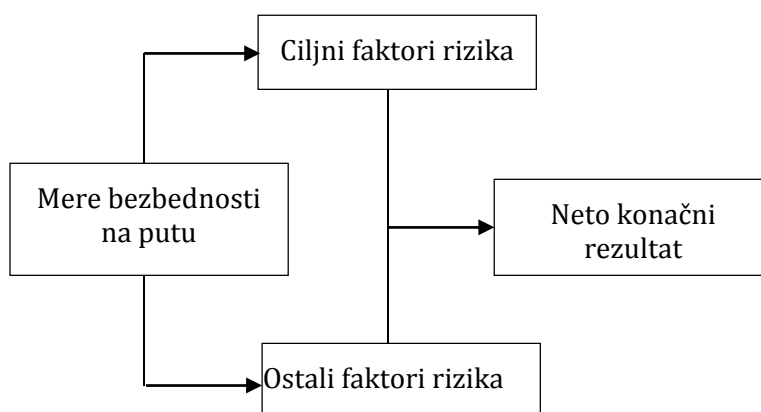 Ciljni faktori rizika
Mere bezbednosti
na putu
Neto konačni
rezultat
Ostali faktori rizika